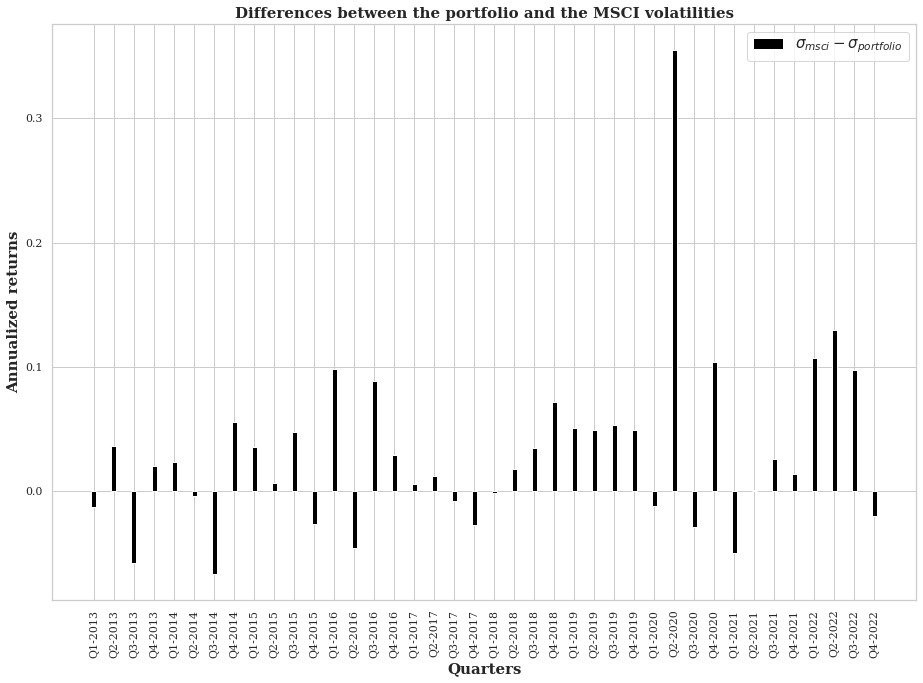 Differences between the portfolio and the MSCI volatilities
σmsci − σportfolio
Annualized returns
0.3
0.2
0.1
0.0
Q1-2013
Q2-2013
Q3-2013
Q4-2013
Q1-2014
Q2-2014
Q3-2014
Q4-2014
Q1-2015
Q2-2015
Q3-2015
Q4-2015
Q1-2016
Q2-2016
Q3-2016
Q4-2016
Q1-2017
Q2-2017
Q3-2017
Q4-2017
Q1-2018
Q2-2018
Q3-2018
Q4-2018
Q1-2019
Q2-2019
Q3-2019
Q4-2019
Q1-2020
Q2-2020
Q3-2020
Q4-2020
Q1-2021
Q2-2021
Q3-2021
Q4-2021
Q1-2022
Q2-2022
Q3-2022
Q4-2022
Quarters